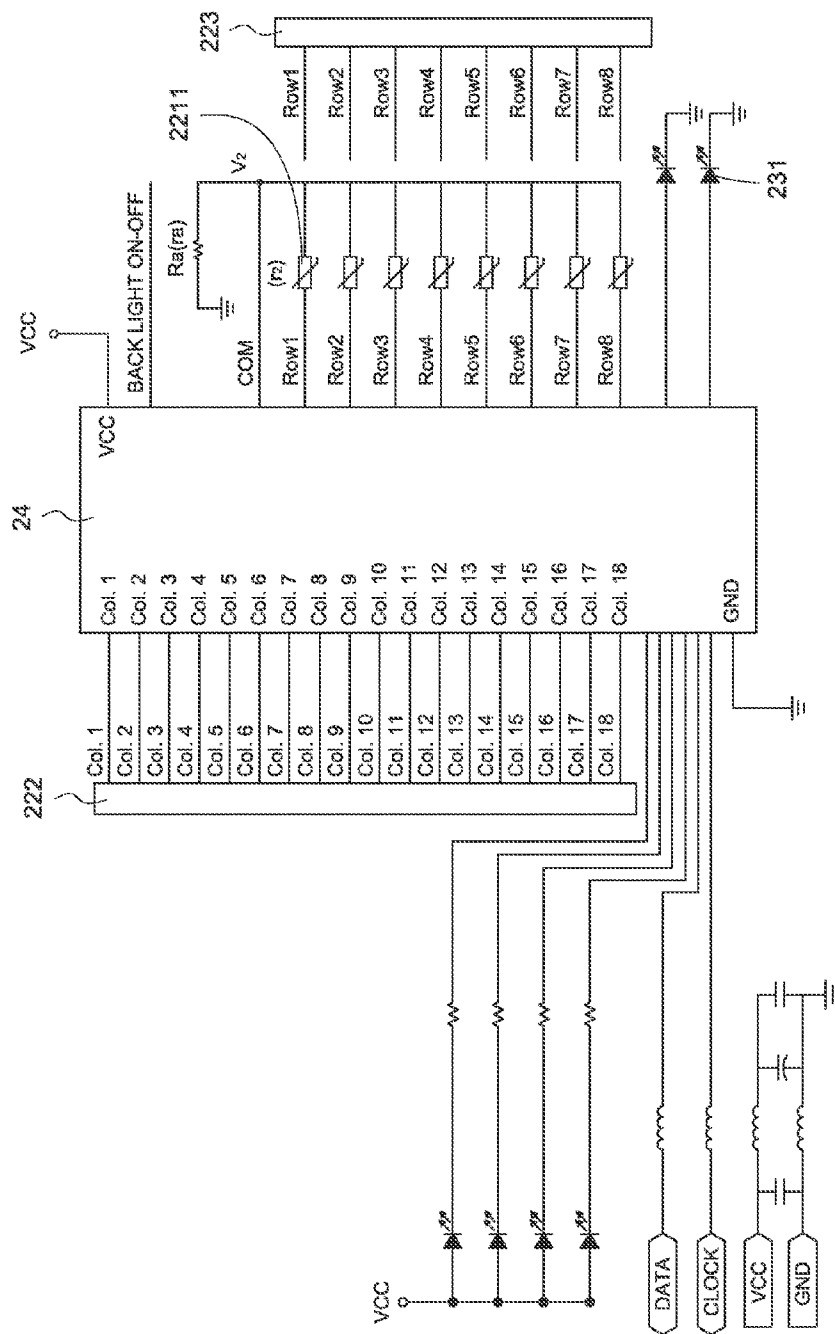 223
Row1
Row2
Row3
Row4
Row5
Row6
Row7
Row8
2211
231
V2
Ra(ra)
(r2)
VCC
BACK LIGHT ON-OFF
COM
Row1
Row2
Row3
Row4
Row5
Row6
Row7
Row8
24
VCC
Col. 1
Col. 2
Col. 3
Col. 4
Col. 5
Col. 6
Col. 7
Col. 8
Col. 9
Col. 10
Col. 11
Col. 12
Col. 13
Col. 14
Col. 15
Col. 16
Col. 17
Col. 18
GND
222
Col. 1
Col. 2
Col. 3
Col. 4
Col. 5
Col. 6
Col. 7
Col. 8
Col. 9
Col. 10
Col. 11
Col. 12
Col. 13
Col. 14
Col. 15
Col. 16
Col. 17
Col. 18
VCC
DATA
CLOCK
VCC
GND